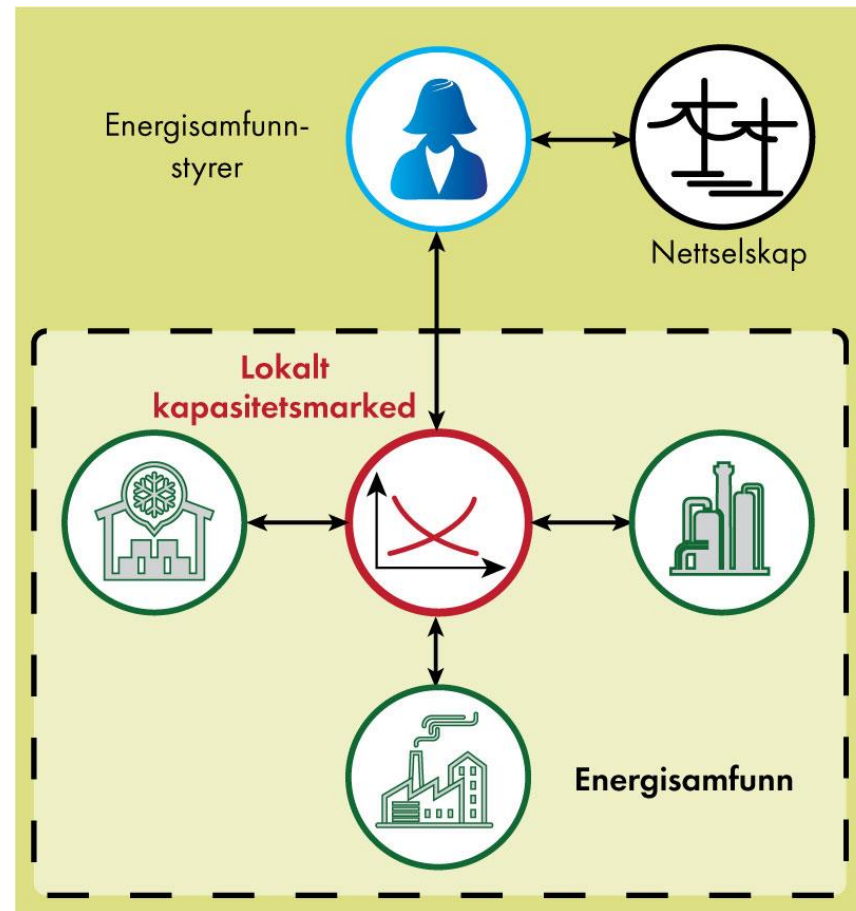 Energisamfunn-
styrer
Nettselskap
Lokalt
kapasitetsmarked
Energisamfunn